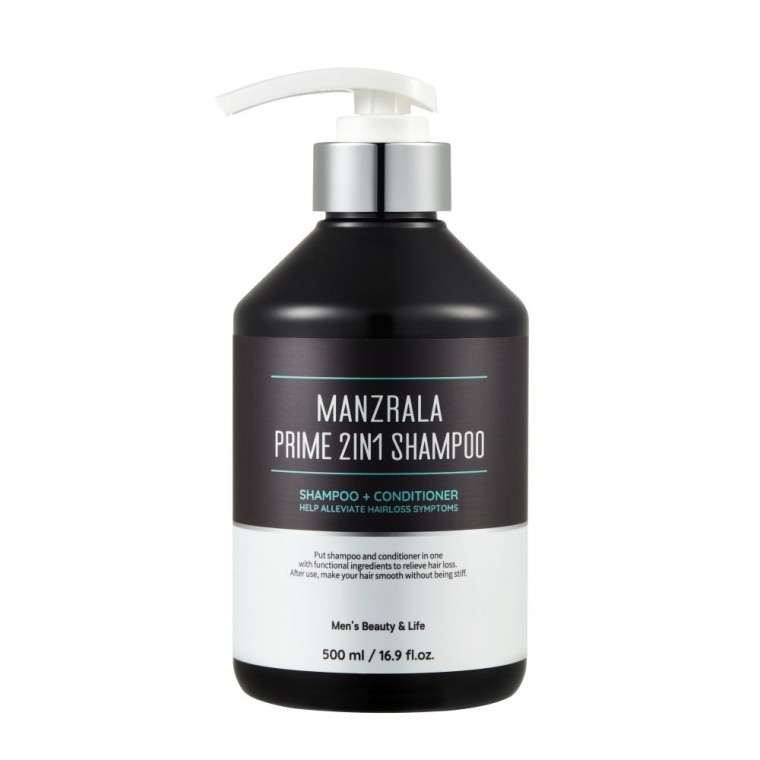 MANZRALA
PRIME 2IN1 SHAMPOO
SHAMPOO + CONDITIONER
HELP ALLEVIATE HAIRLOSS SYMPTOMS
Put shampoo and conditioner in one
with functional ingredients to relieve hair loss.
After use, make your hair smooth without being stiff.
Men's Beauty & Life
500 ml / 16.9 fl.oz.